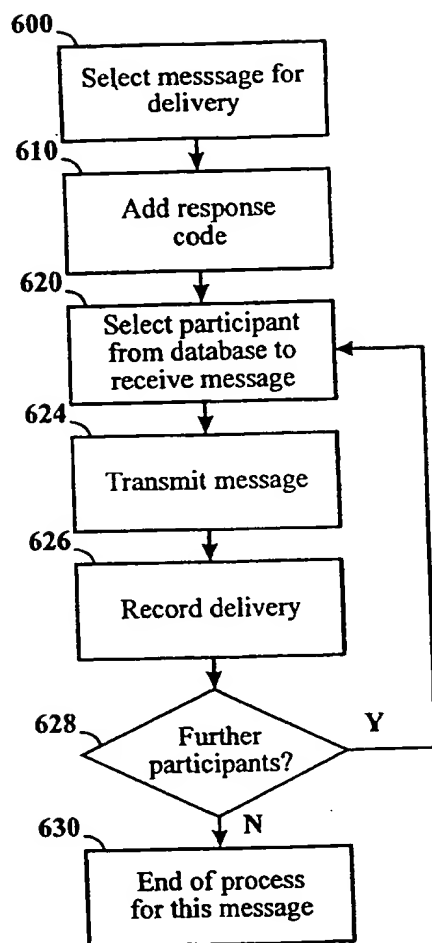 600
Select messsage for
delivery
610
Add response
code
620
Select participant
from database to
receive message
624
Transmit message
626
Record delivery
628
Further
participants?
Y
N
630
End of process
for this message